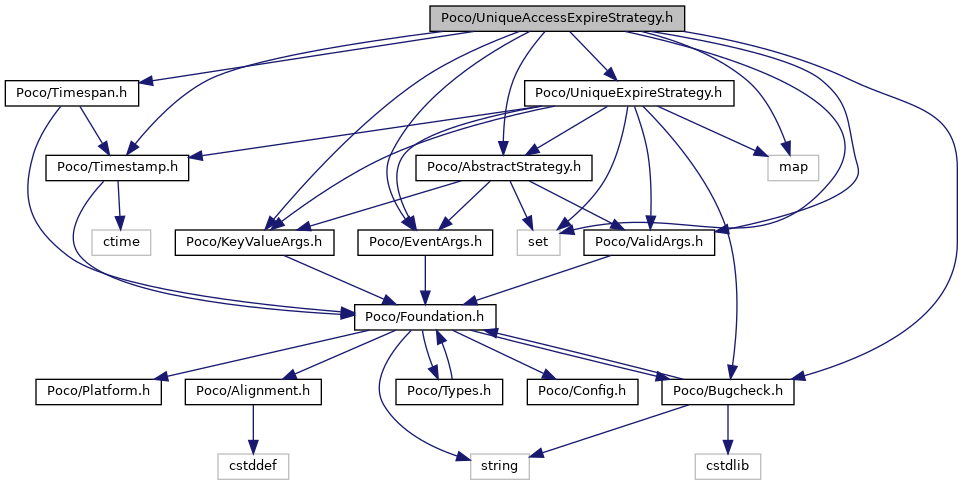 Poco/UniqueAccessExpireStrategy.h
Poco/Timespan.h
Poco/UniqueExpireStrategy.h
Poco/Timestamp.h
Poco/AbstractStrategy.h
map
ctime
Poco/KeyValueArgs.h
Poco/EventArgs.h
set
Poco/ValidArgs.h
Poco/Foundation.h
Poco/Platform.h
Poco/Alignment.h
Poco/Types.h
Poco/Config.h
Poco/Bugcheck.h
cstddef
string
cstdlib